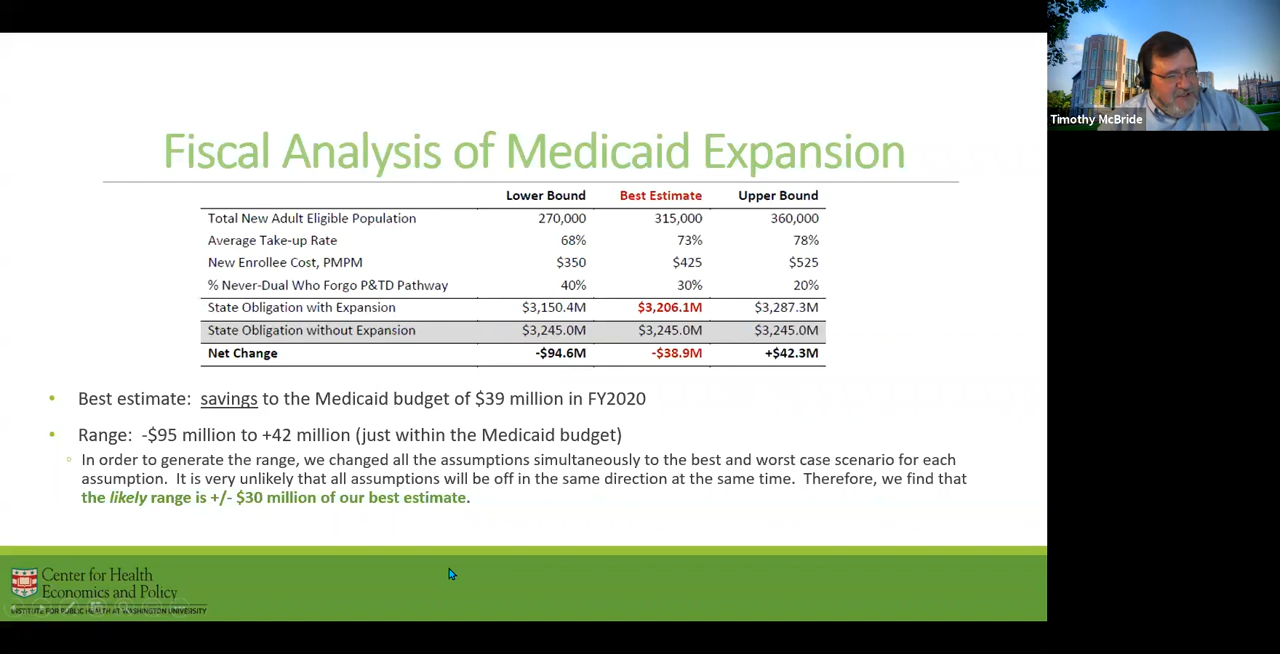 Timothy McBride
Fiscal Analysis of Medicaid Expansion
Lower Bound Best Estimate Upper Bound
Total New Adult Eligible Population 270,000 315,000 360,000
Average Take-up Rate 68% 73% 78%
New Enrollee Cost, PMPM $350 $425 $525
% Never-Dual Who Forgo P&TD Pathway 40% 30% 20%
State Obligation with Expansion $3,150.4M $3,206.1M $3,287.3M
State Obligation without Expansion $3,245.0M $3,245.0M $3,245.0M
Net Change -$94.6M -$38.9M +$42.3M
• Best estimate: savings to the Medicaid budget of $39 million in FY2020
• Range: -$95 million to +42 million (just within the Medicaid budget)
◦ In order to generate the range, we changed all the assumptions simultaneously to the best and worst case scenario for each
assumption. It is very unlikely that all assumptions will be off in the same direction at the same time. Therefore, we find that
the likely range is +/- $30 million of our best estimate.
Center for Health
Economics and Policy
INSTITUTE FOR PUBLIC HEALTH AT WASHINGTON UNIVERSITY